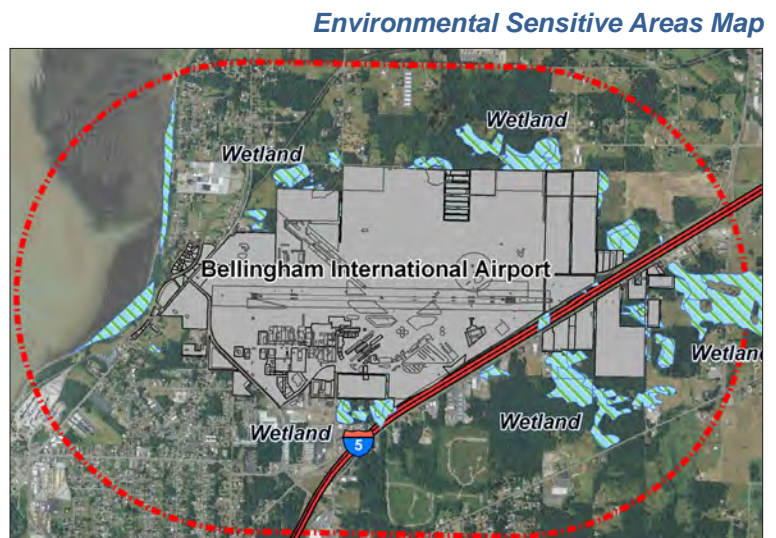 Environmental Sensitive Areas Map
Wetland
Wetland
Bellingham International Airport
Wetland
Wetland
Wetland
5